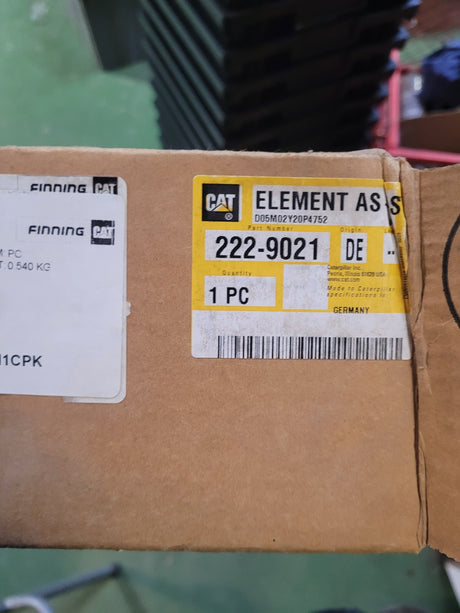 FINNING CAT
FINNING CAT
PC
0.540 KG
1CPK
CAT
®
ELEMENT AS-S
D05M02Y20P4752
Part Number
Origin
222-9021
DE
--
Quantity
1 PC
Caterpillar Inc.
Peoria, Illinois 61629 USA
www.cat.com
Made to Caterpillar
specifications in
GERMANY